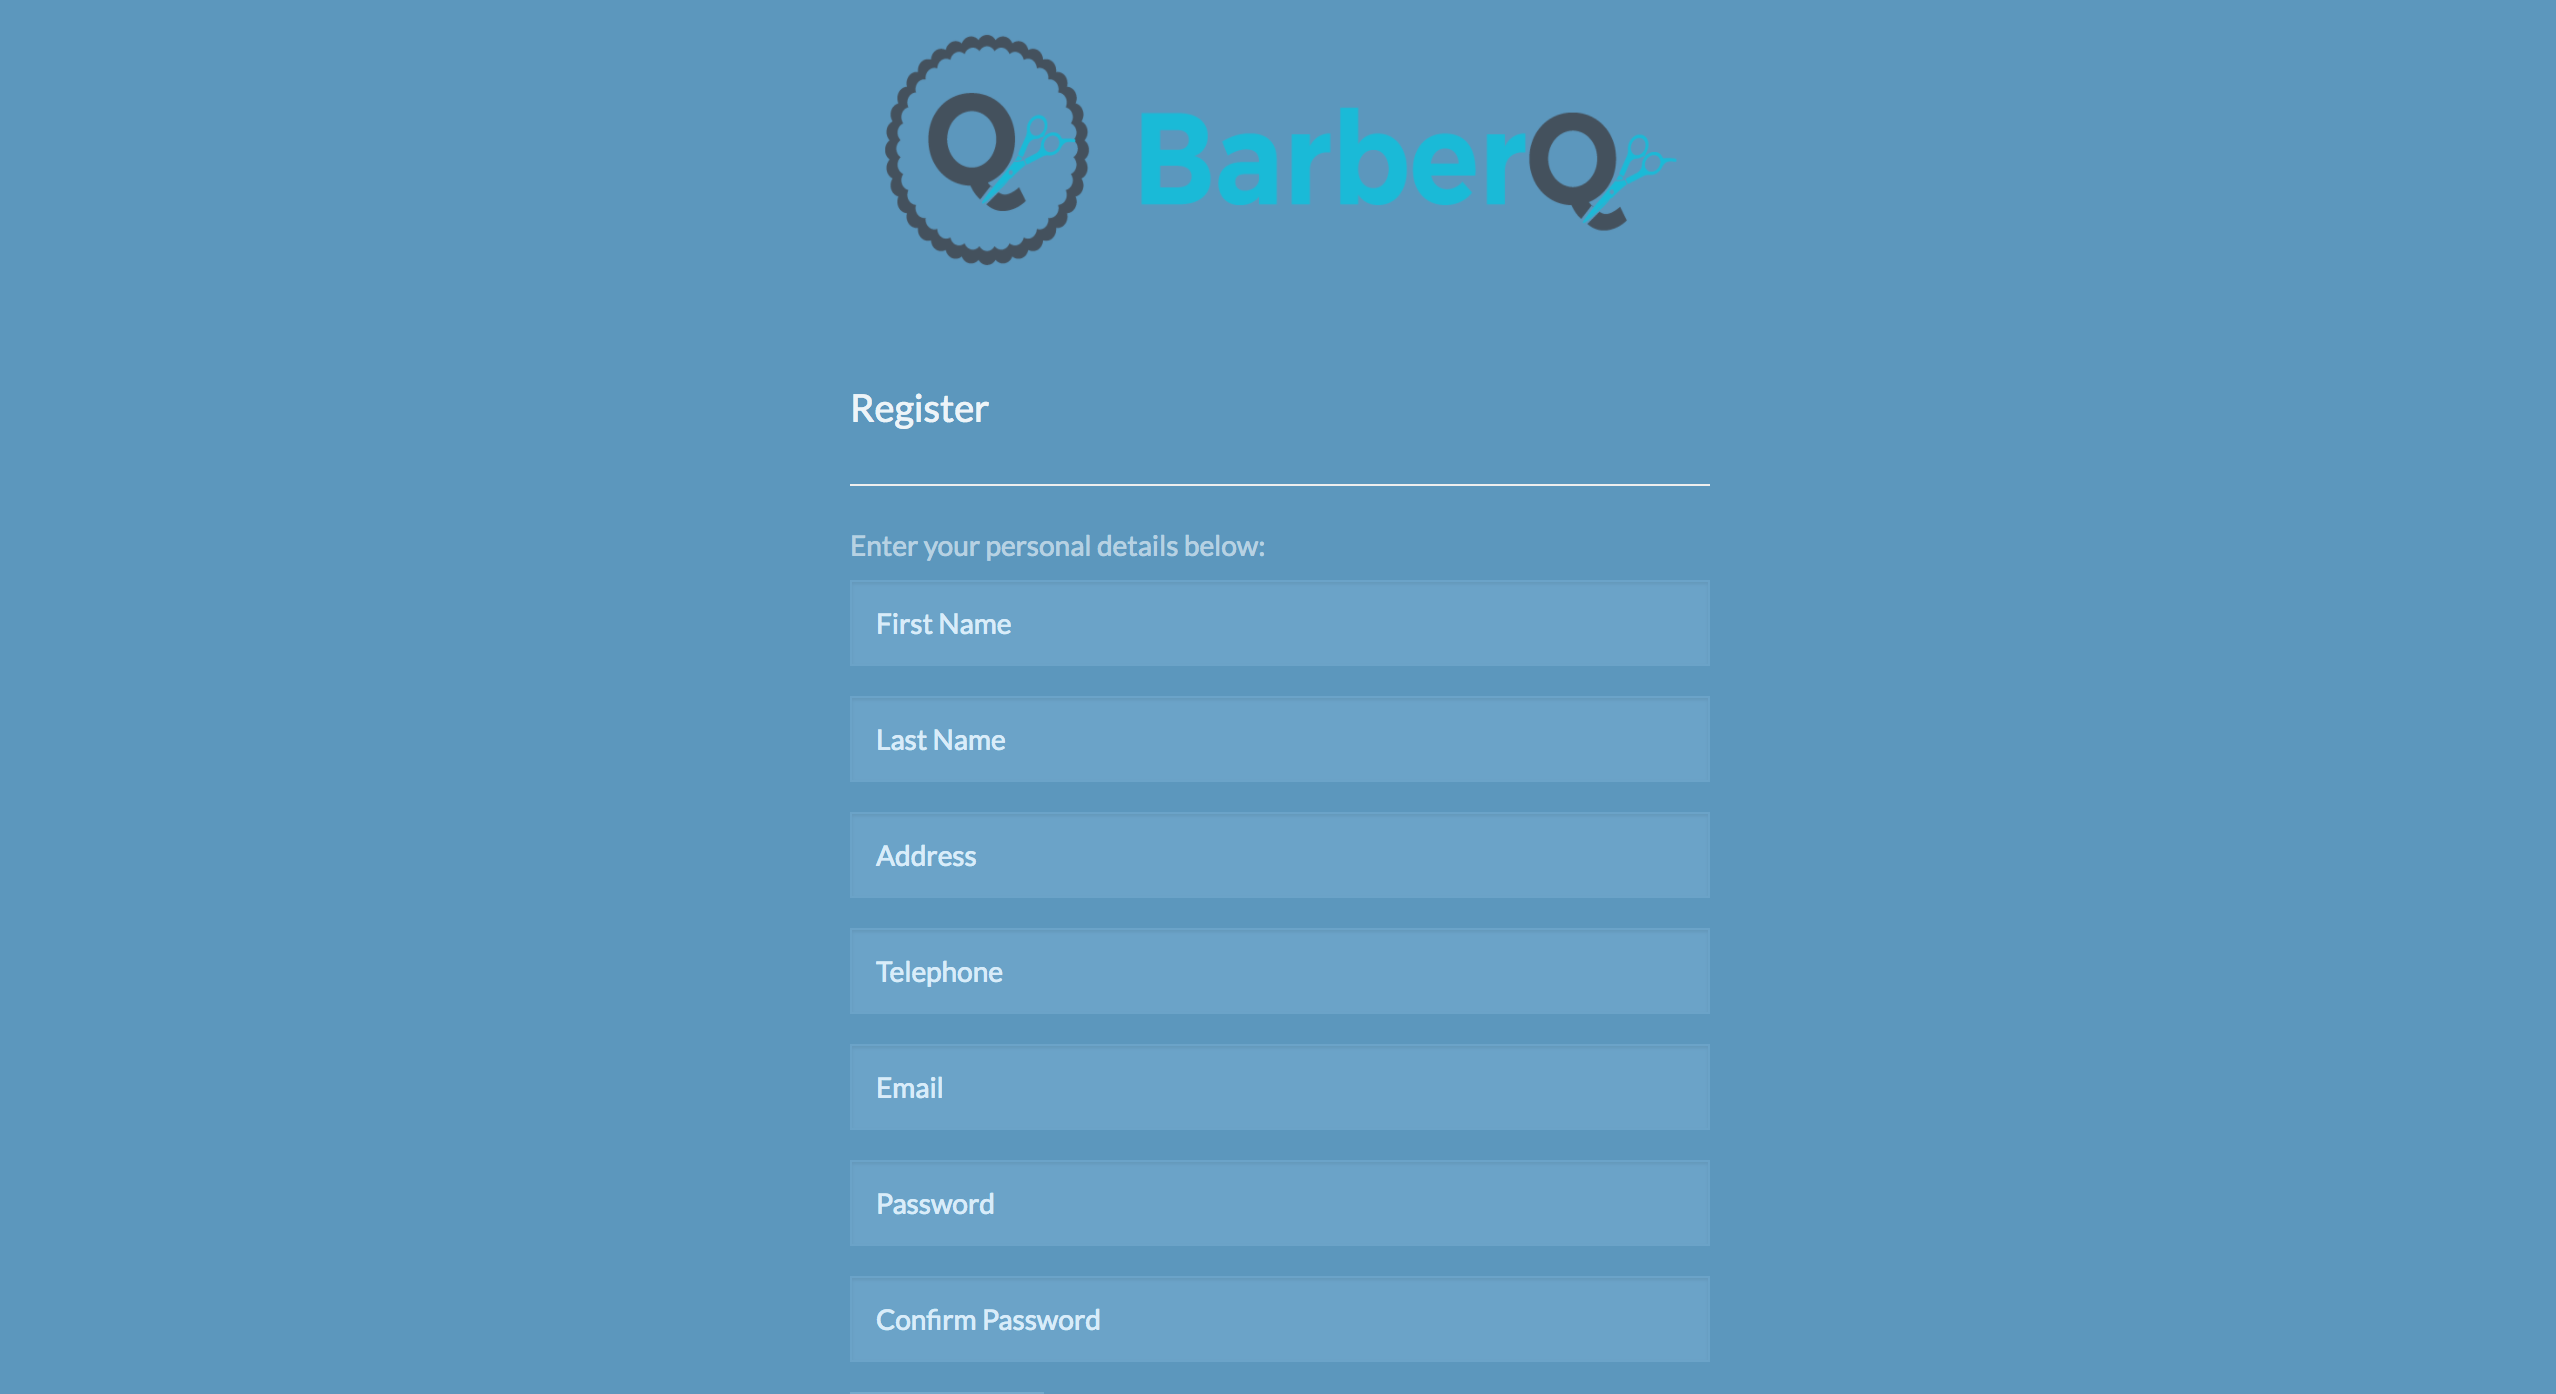 Q BarberQ
Register
Enter your personal details below:
First Name
Last Name
Address
Telephone
Email
Password
Confirm Password